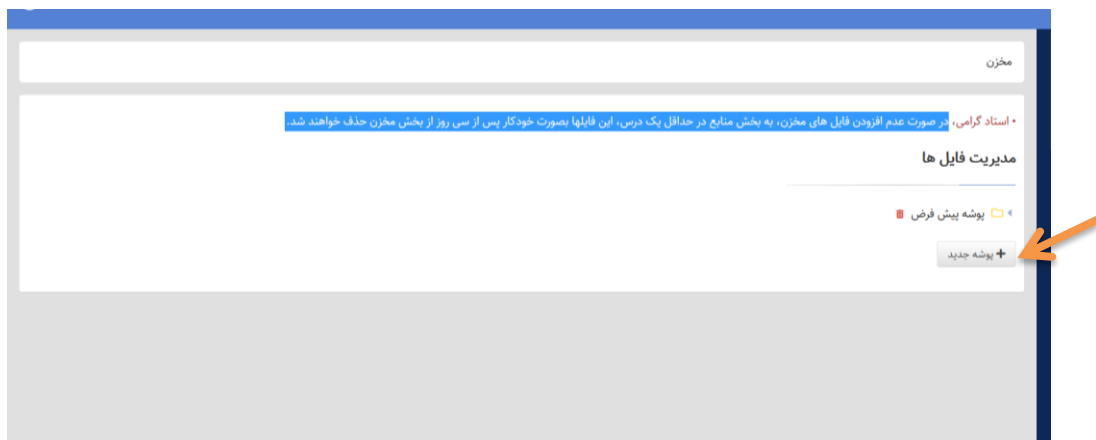 مخزن
• استاد گرامی، در صورت عدم افزودن فایل های مخزن، به بخش منابع در حداقل یک درس، این فایلها بصورت خودکار پس از سی روز از بخش مخزن حذف خواهند شد.
مدیریت فایل ها
پوشه پیش فرض
+ پوشه جدید